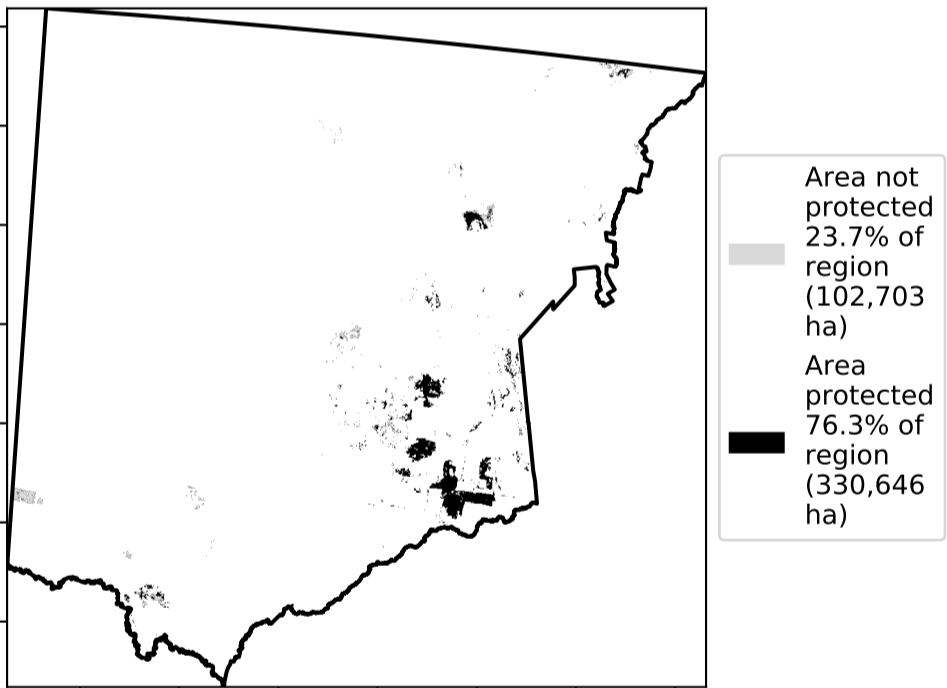 Area not
protected
23.7% of
region
(102,703
ha)
Area
protected
76.3% of
region
(330,646
ha)